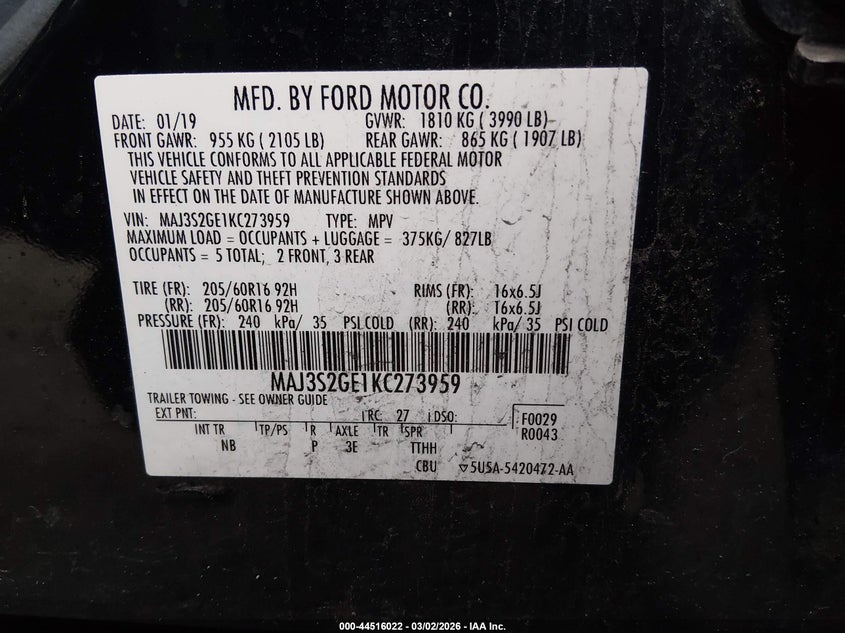 MFD. BY FORD MOTOR CO.
DATE: 01/19 GVWR: 1810 KG ( 3990 LB)
FRONT GAWR: 955 KG ( 2105 LB) REAR GAWR: 865 KG ( 1907 LB)
THIS VEHICLE CONFORMS TO ALL APPLICABLE FEDERAL MOTOR
VEHICLE SAFETY AND THEFT PREVENTION STANDARDS
IN EFFECT ON THE DATE OF MANUFACTURE SHOWN ABOVE.
VIN: MAJ3S2GE1KC273959 TYPE: MPV
MAXIMUM LOAD = OCCUPANTS + LUGGAGE = 375KG/ 827LB
OCCUPANTS = 5 TOTAL; 2 FRONT, 3 REAR
TIRE (FR): 205/60R16 92H RIMS (FR): 16x6.5J
(RR): 205/60R16 92H (RR): 16x6.5J
PRESSURE (FR): 240 kPa/ 35 PSI COLD (RR): 240 kPa/ 35 PSI COLD
MAJ3S2GE1KC273959
TRAILER TOWING - SEE OWNER GUIDE
EXT PNT: RC: 27 DSO: F0029
INT TR TP/PS R AXLE TR SPR R0043
NB P 3E TTHH
CBU 5U5A-5420472-AA
000-44516022 - 03/02/2026 - IAA Inc.